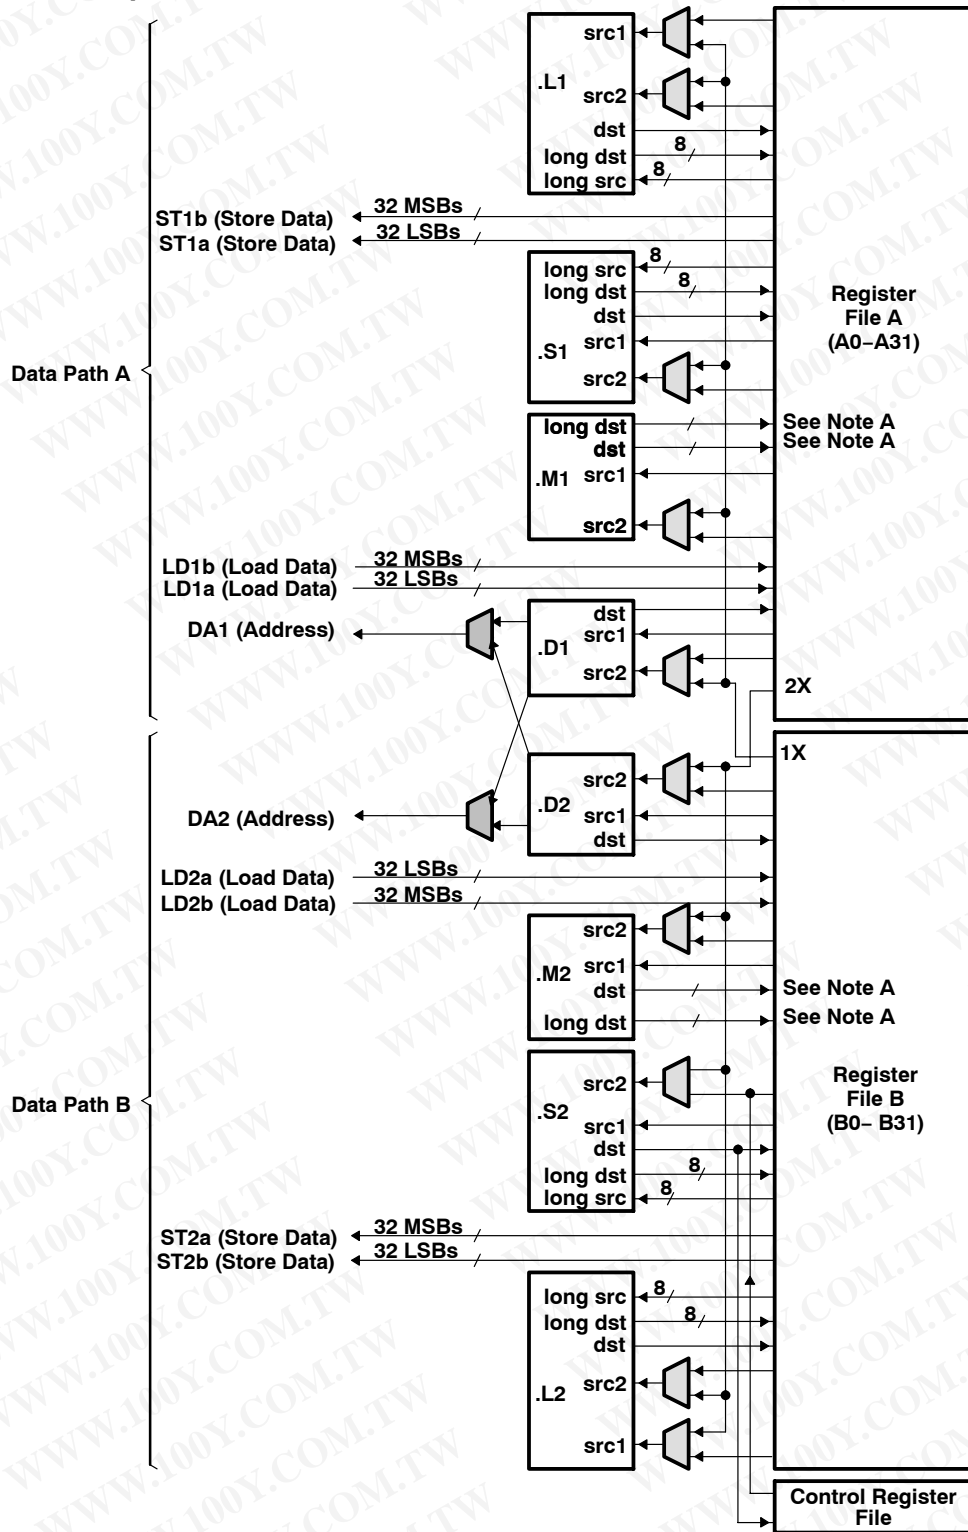 src1
.L1
src2
dst
8
long dst
8
long src
32 MSBs
ST1b (Store Data)
32 LSBs
ST1a (Store Data)
8
long src
8
long dst
dst
Register
File A
(A0–A31)
src1
.S1
src2
Data Path A
long dst
See Note A
dst
See Note A
.M1
src1
src2
32 MSBs
LD1b (Load Data)
32 LSBs
LD1a (Load Data)
dst
DA1 (Address)
src1
.D1
src2
2X
1X
src2
.D2
DA2 (Address)
src1
dst
32 LSBs
LD2a (Load Data)
32 MSBs
LD2b (Load Data)
src2
src1
.M2
dst
See Note A
long dst
See Note A
src2
Register
File B
(B0– B31)
Data Path B
.S2
src1
dst
8
long dst
8
long src
32 MSBs
ST2a (Store Data)
32 LSBs
ST2b (Store Data)
8
long src
8
long dst
dst
src2
.L2
src1
Control Register
File
WWW.100Y.COM.TW